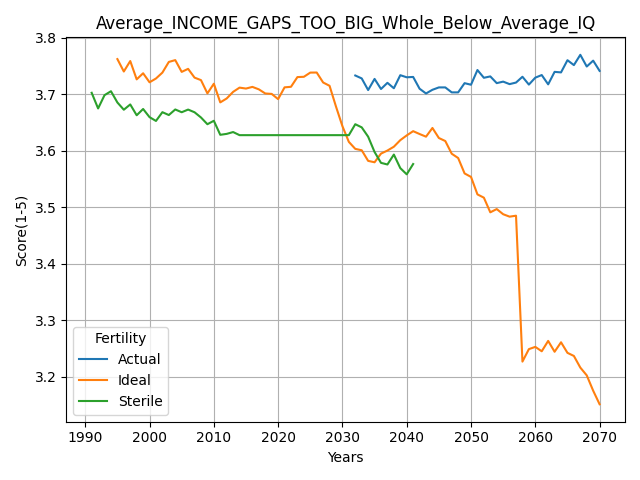 Average_INCOME_GAPS_TOO_BIG_Whole_Below_Average_IQ
3.8
3.7
3.6
3.5
3.4
3.3
3.2
Score(1-5)
Fertility
Actual
Ideal
Sterile
1990 2000 2010 2020 2030 2040 2050 2060 2070
Years